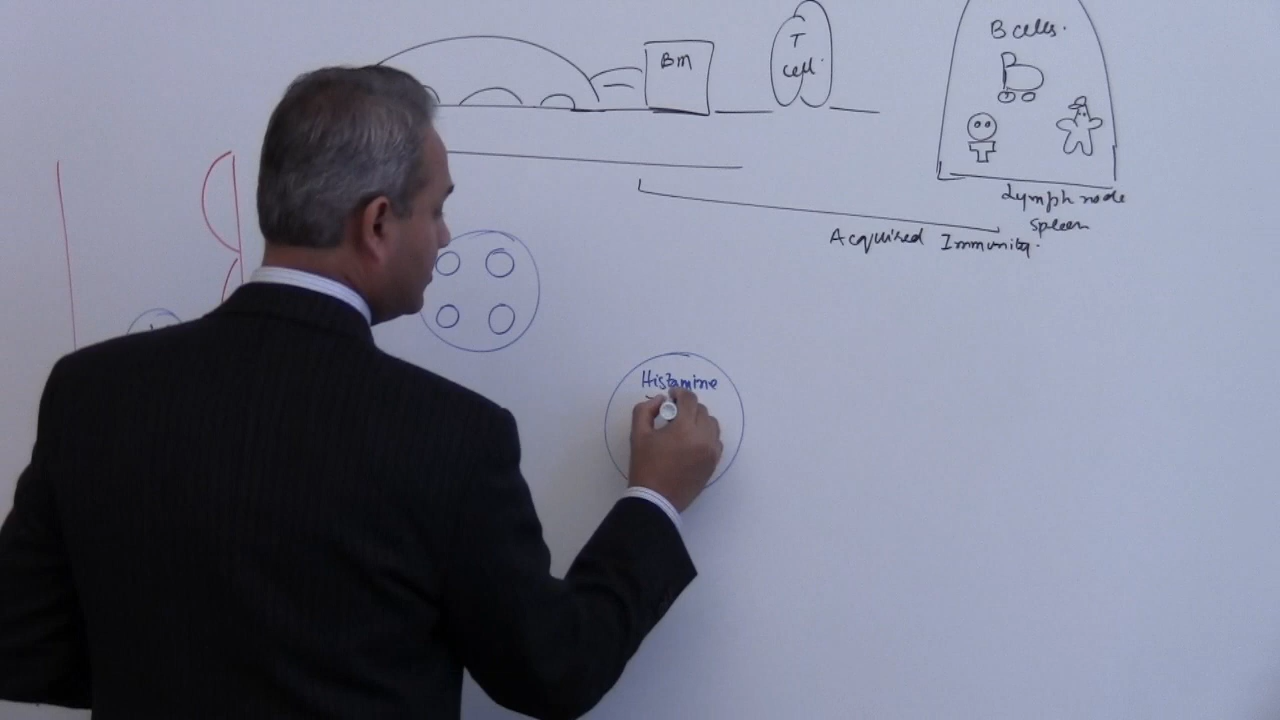 B cells.
BM
T
cell.
Lymph node
Spleen
Acquired Immunity.
Histamine